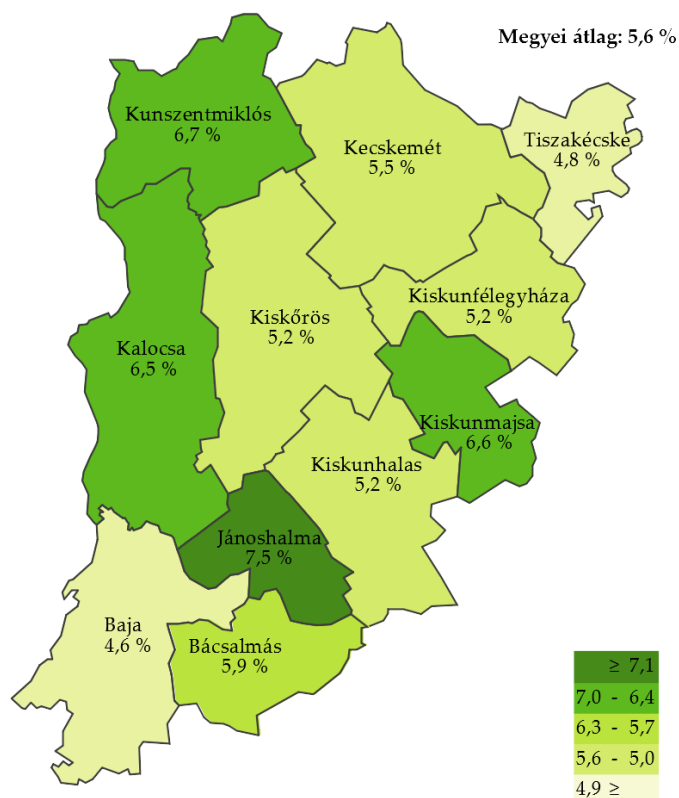 Megyei átlag: 5,6 %
Kunszentmiklós
6,7 %
Kecskemét
5,5 %
Tiszakécske
4,8 %
Kiskunfélegyháza
5,2 %
Kiskőrös
5,2 %
Kalocsa
6,5 %
Kiskunmajsa
6,6 %
Kiskunhalas
5,2 %
Jánoshalma
7,5 %
Baja
4,6 %
Bácsalmás
5,9 %
≥ 7,1
7,0 - 6,4
6,3 - 5,7
5,6 - 5,0
4,9 ≥